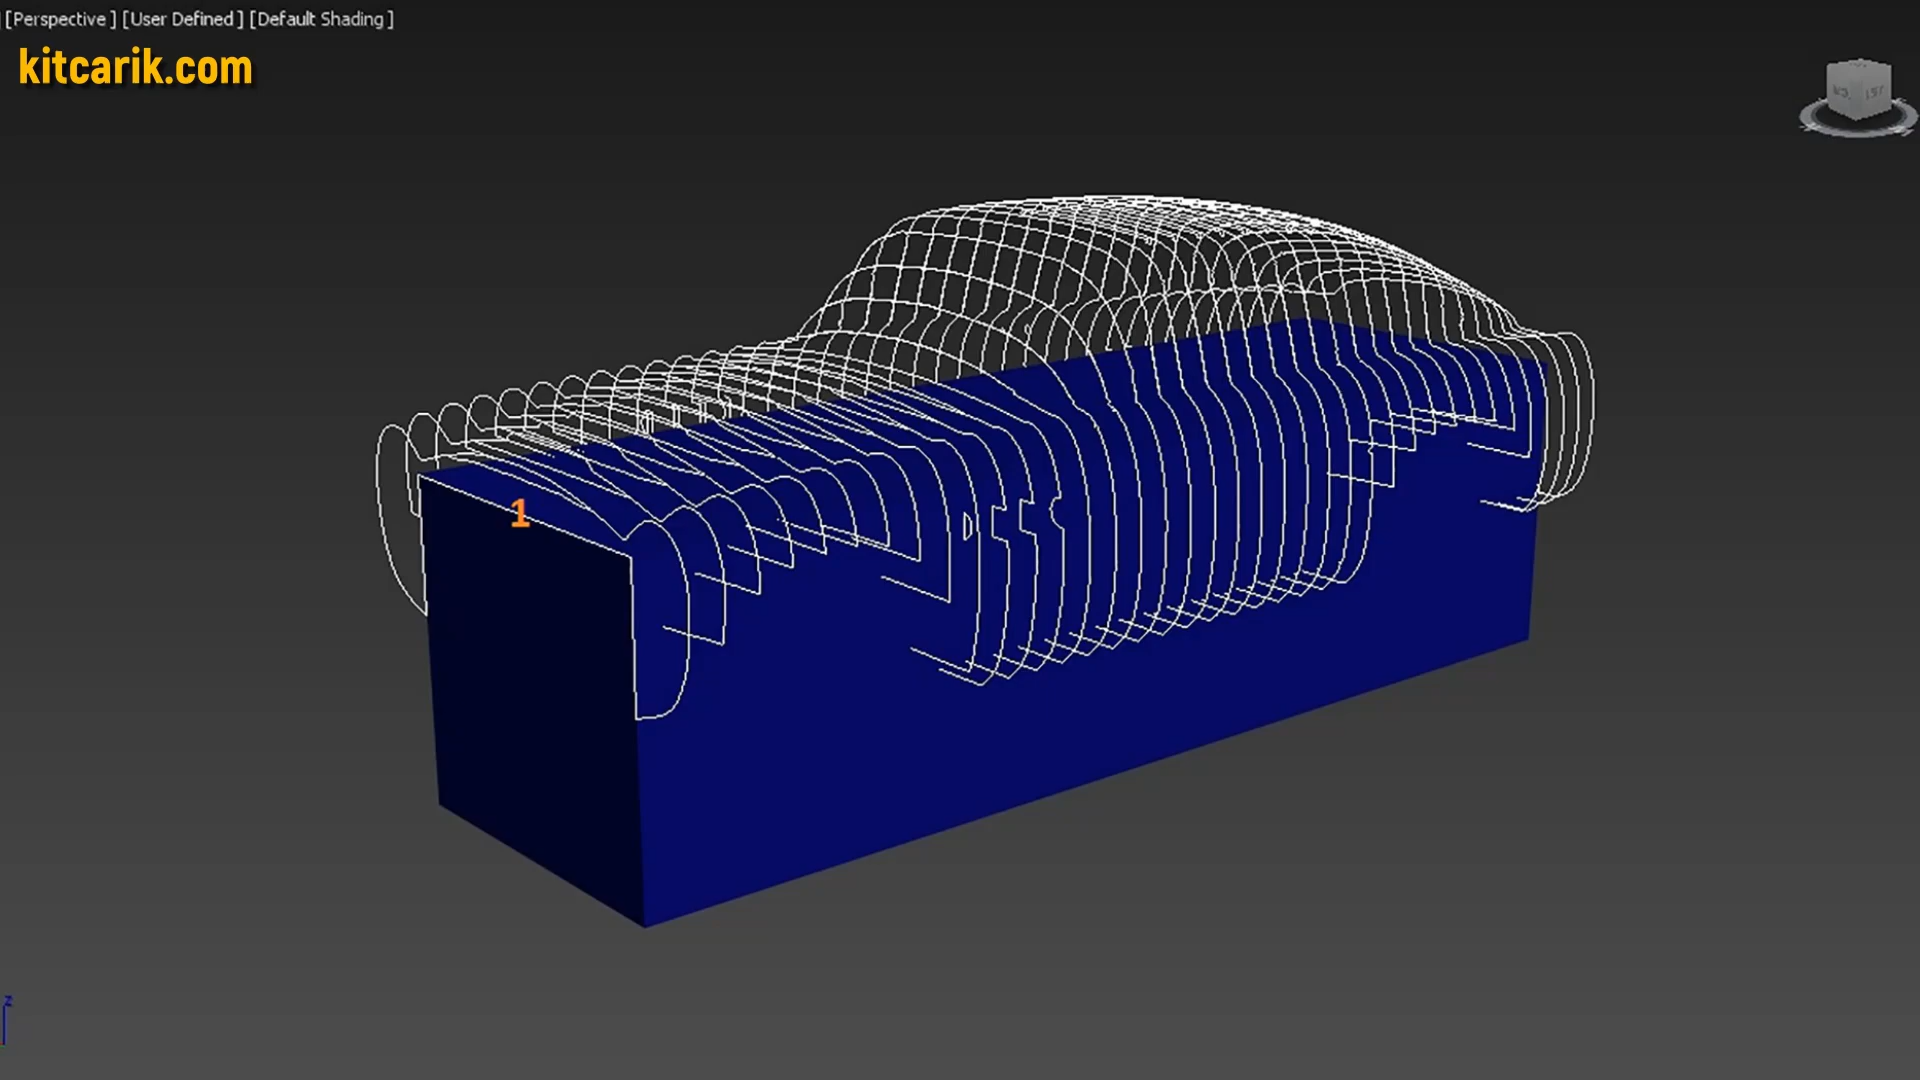 [Perspective ] [User Defined ] [Default Shading ]
kitcarik.com
1
z